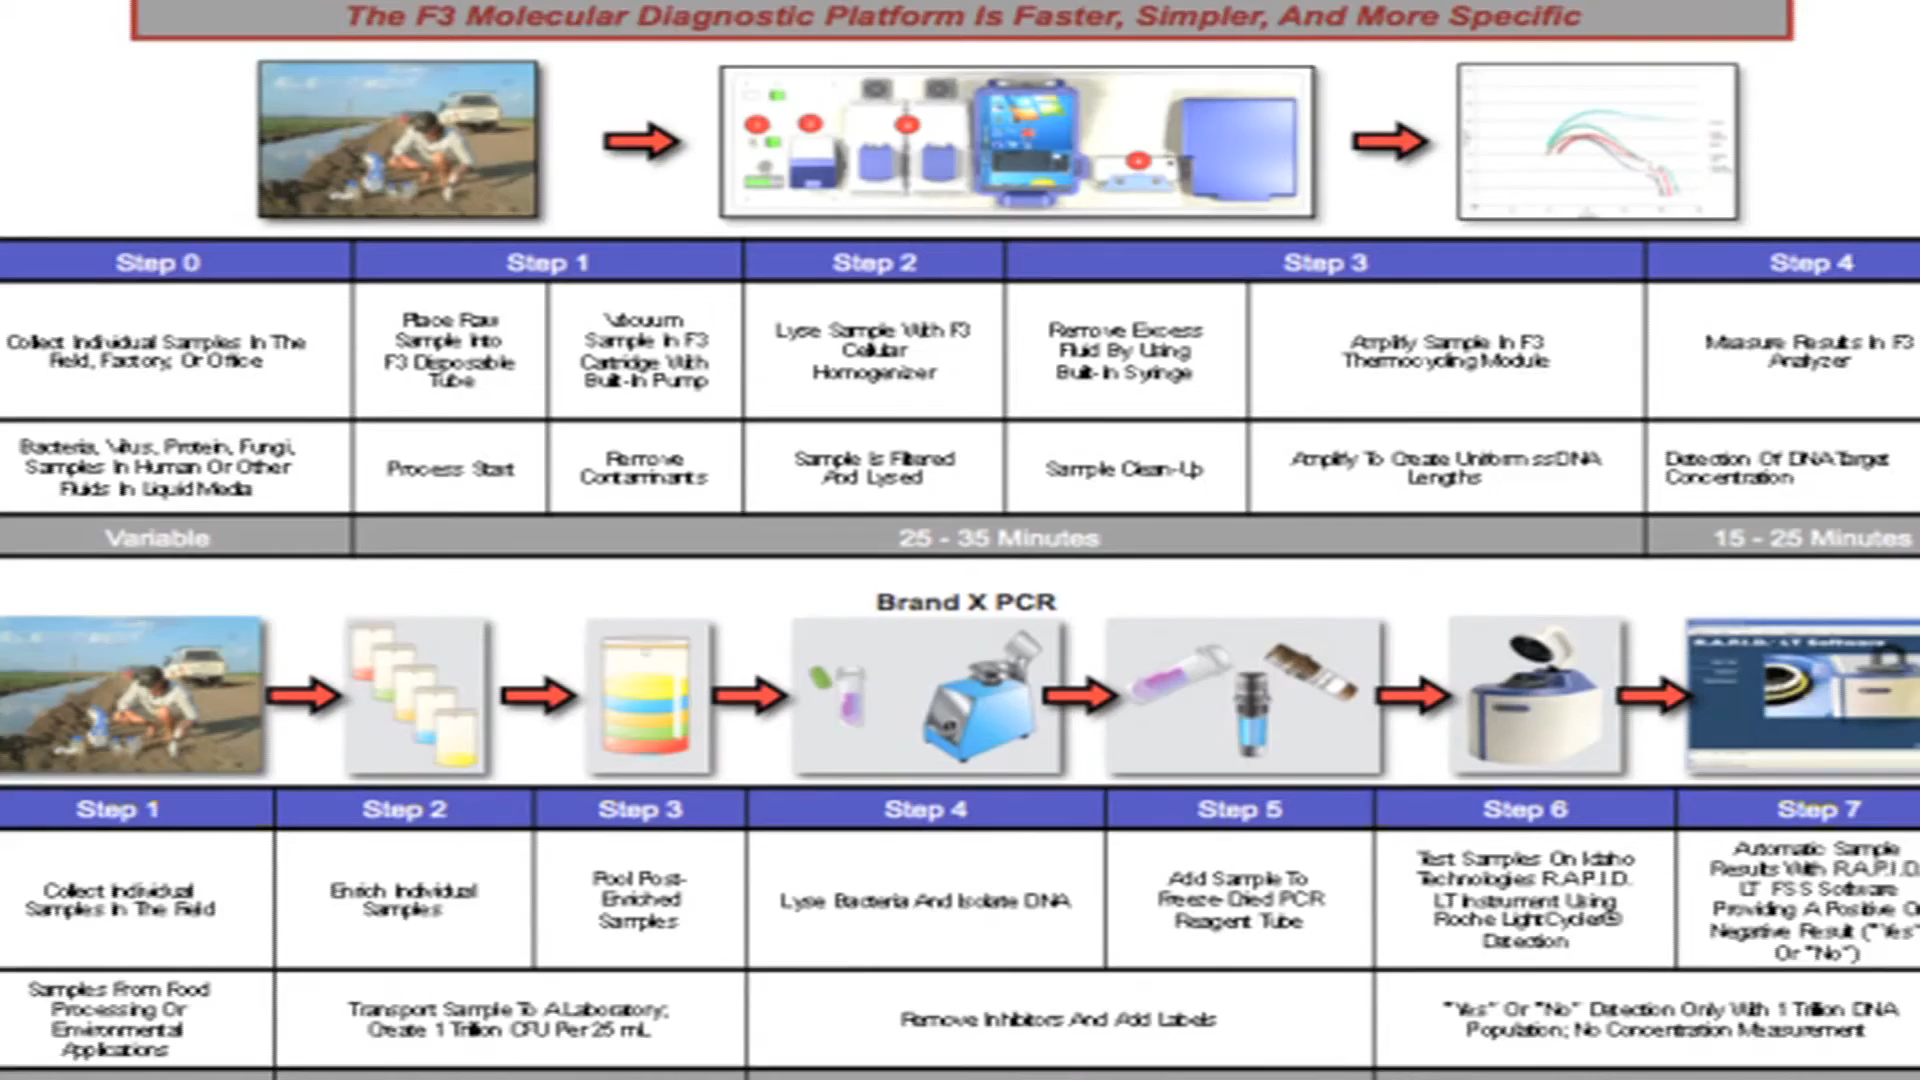 The F3 Molecular Diagnostic Platform Is Faster, Simpler, And More Specific
Step 0
Step 1
Step 2
Step 3
Step 4
Collect Individual Samples In The
Field, Factory, Or Office
Place Raw
Sample Into
F3 Disposable
Tube
Vacuum
Sample In F3
Cartridge With
Built-In Pump
Lyse Sample With F3
Cellular
Homogenizer
Remove Excess
Fluid By Using
Built-In Syringe
Amplify Sample In F3
Thermocycling Module
Measure Results In F3
Analyzer
Bacteria, Virus, Protein, Fungi,
Samples In Human Or Other
Fluids In Liquid Media
Process Start
Remove
Contaminants
Sample Is Filtered
And Lysed
Sample Clean-Up
Amplify To Create Uniform ssDNA
Lengths
Detection Of DNA Target
Concentration
Variable
25 - 35 Minutes
15 - 25 Minutes
Brand X PCR
R.A.P.I.D.® LT Software
Step 1
Step 2
Step 3
Step 4
Step 5
Step 6
Step 7
Collect Individual
Samples In The Field
Enrich Individual
Samples
Pool Post-
Enriched
Samples
Lyse Bacteria And Isolate DNA
Add Sample To
Freeze-Dried PCR
Reagent Tube
Test Samples On Idaho
Technologies R.A.P.I.D.
LT Instrument Using
Roche LightCycler®
Detection
Automatic Sample
Results With R.A.P.I.D.
LT FSS Software
Providing A Positive Or
Negative Result ("Yes"
Or "No")
Samples From Food
Processing Or
Environmental
Applications
Transport Sample To A Laboratory;
Create 1 Trillion CFU Per 25 mL
Remove Inhibitors And Add Labels
"Yes" Or "No" Detection Only With 1 Trillion DNA
Population; No Concentration Measurement